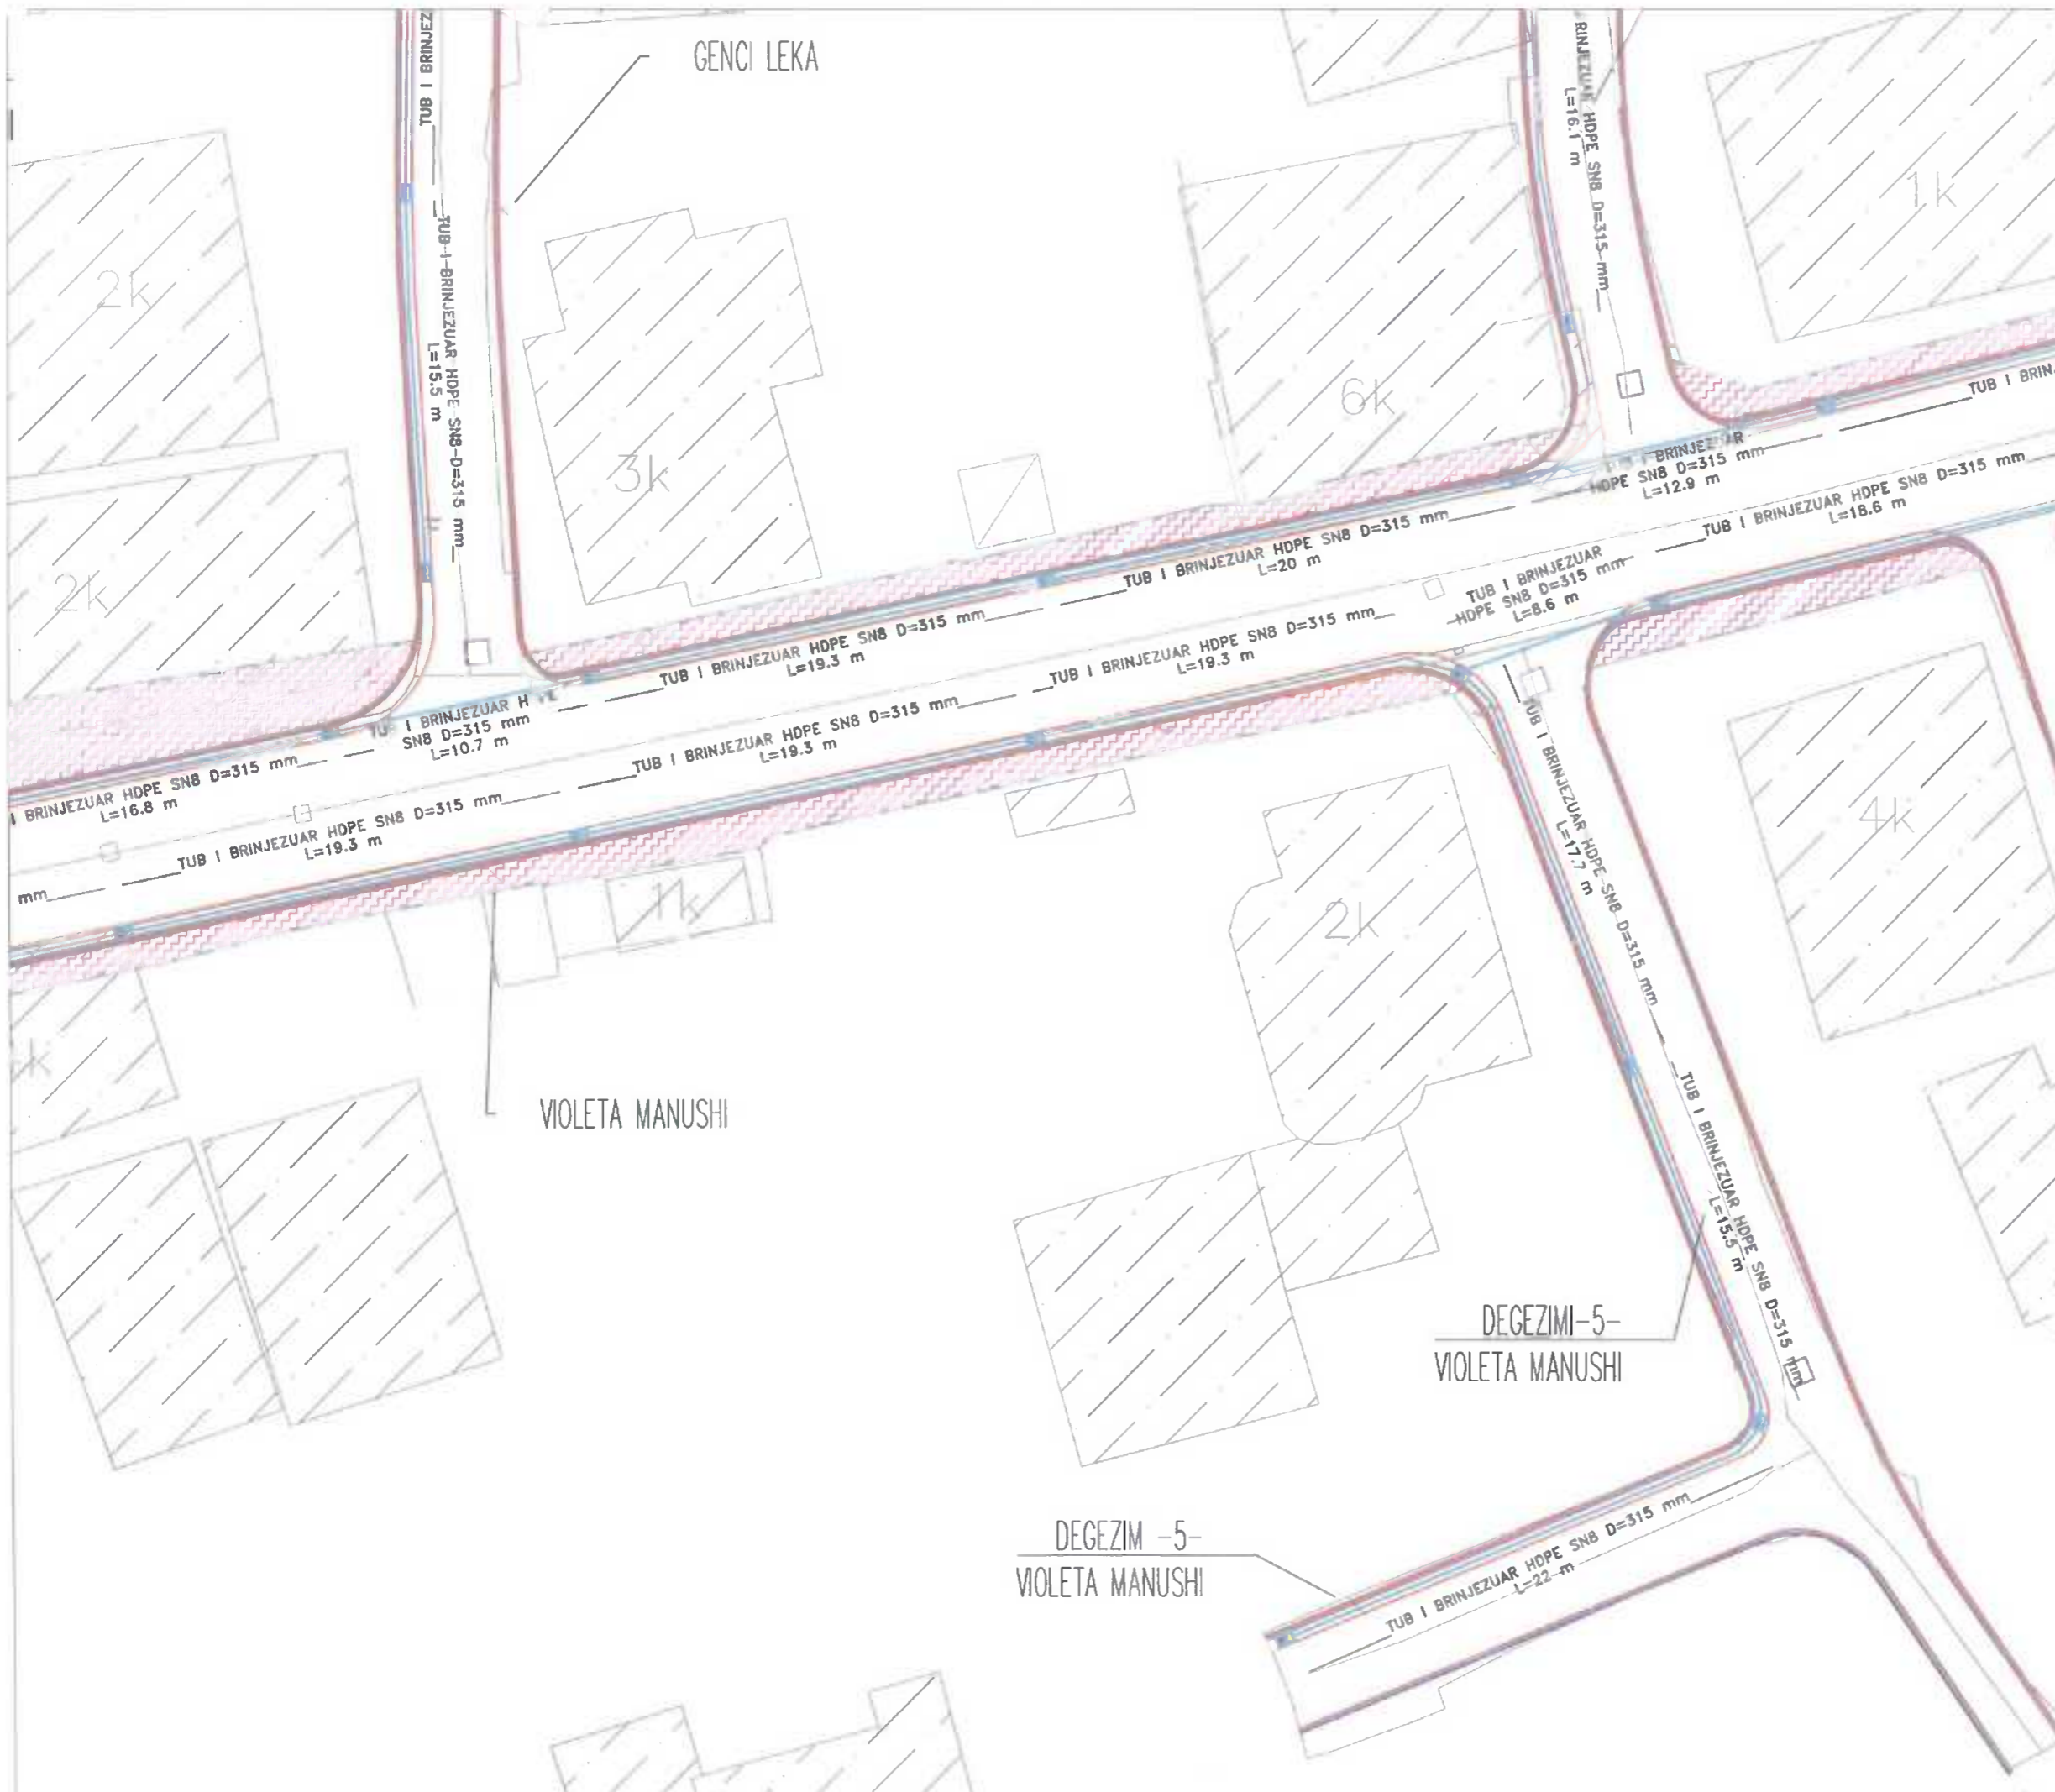 TUB I BRINJEZ
GENCI LEKA
RINJEZUAR HDPE SN8 D=315 mm
L=16.1 m
1k
2k
TUB I BRINJEZUAR HDPE SN8 D=315 mm
L=15.5 m
6k
TUB I BRIN
3k
BRINJEZUAR
HDPE SN8 D=315 mm
L=12.9 m
TUB I BRINJEZUAR HDPE SN8 D=315 mm
L=18.6 m
TUB I BRINJEZUAR HDPE SN8 D=315 mm
L=20 m
2k
TUB I BRINJEZUAR
HDPE SN8 D=315 mm
L=8.6 m
TUB I BRINJEZUAR HDPE SN8 D=315 mm
L=19.3 m
TUB I BRINJEZUAR HDPE SN8 D=315 mm
L=19.3 m
TUB I BRINJEZUAR H
SN8 D=315 mm
L=10.7 m
TUB I BRINJEZUAR HDPE SN8 D=315 mm
L=19.3 m
I BRINJEZUAR HDPE SN8 D=315 mm
L=16.8 m
TUB I BRINJEZUAR HDPE SN8 D=315 mm
L=19.3 m
TUB I BRINJEZUAR HDPE SN8 D=315 mm
L=17.7 m
4k
mm
1k
2k
k
VIOLETA MANUSHI
TUB I BRINJEZUAR HDPE SN8 D=315 mm
L=15.5 m
DEGEZIMI-5-
VIOLETA MANUSHI
DEGEZIM -5-
VIOLETA MANUSHI
TUB I BRINJEZUAR HDPE SN8 D=315 mm
L=22 m